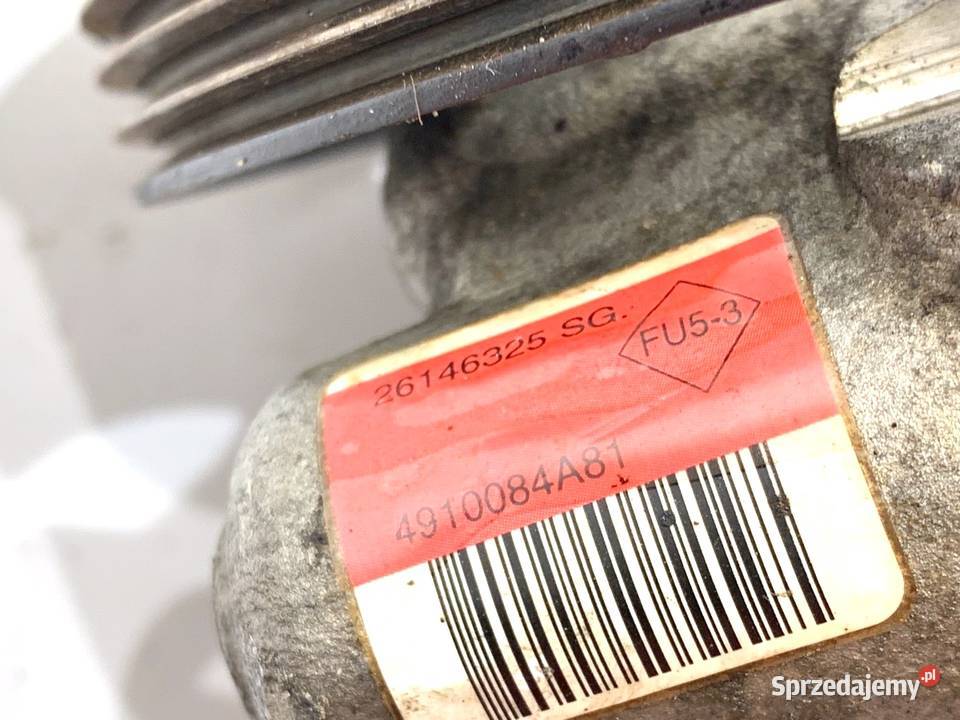 26146325 SG.
FU5-3
4910084A81
Sprzedajemy.pl